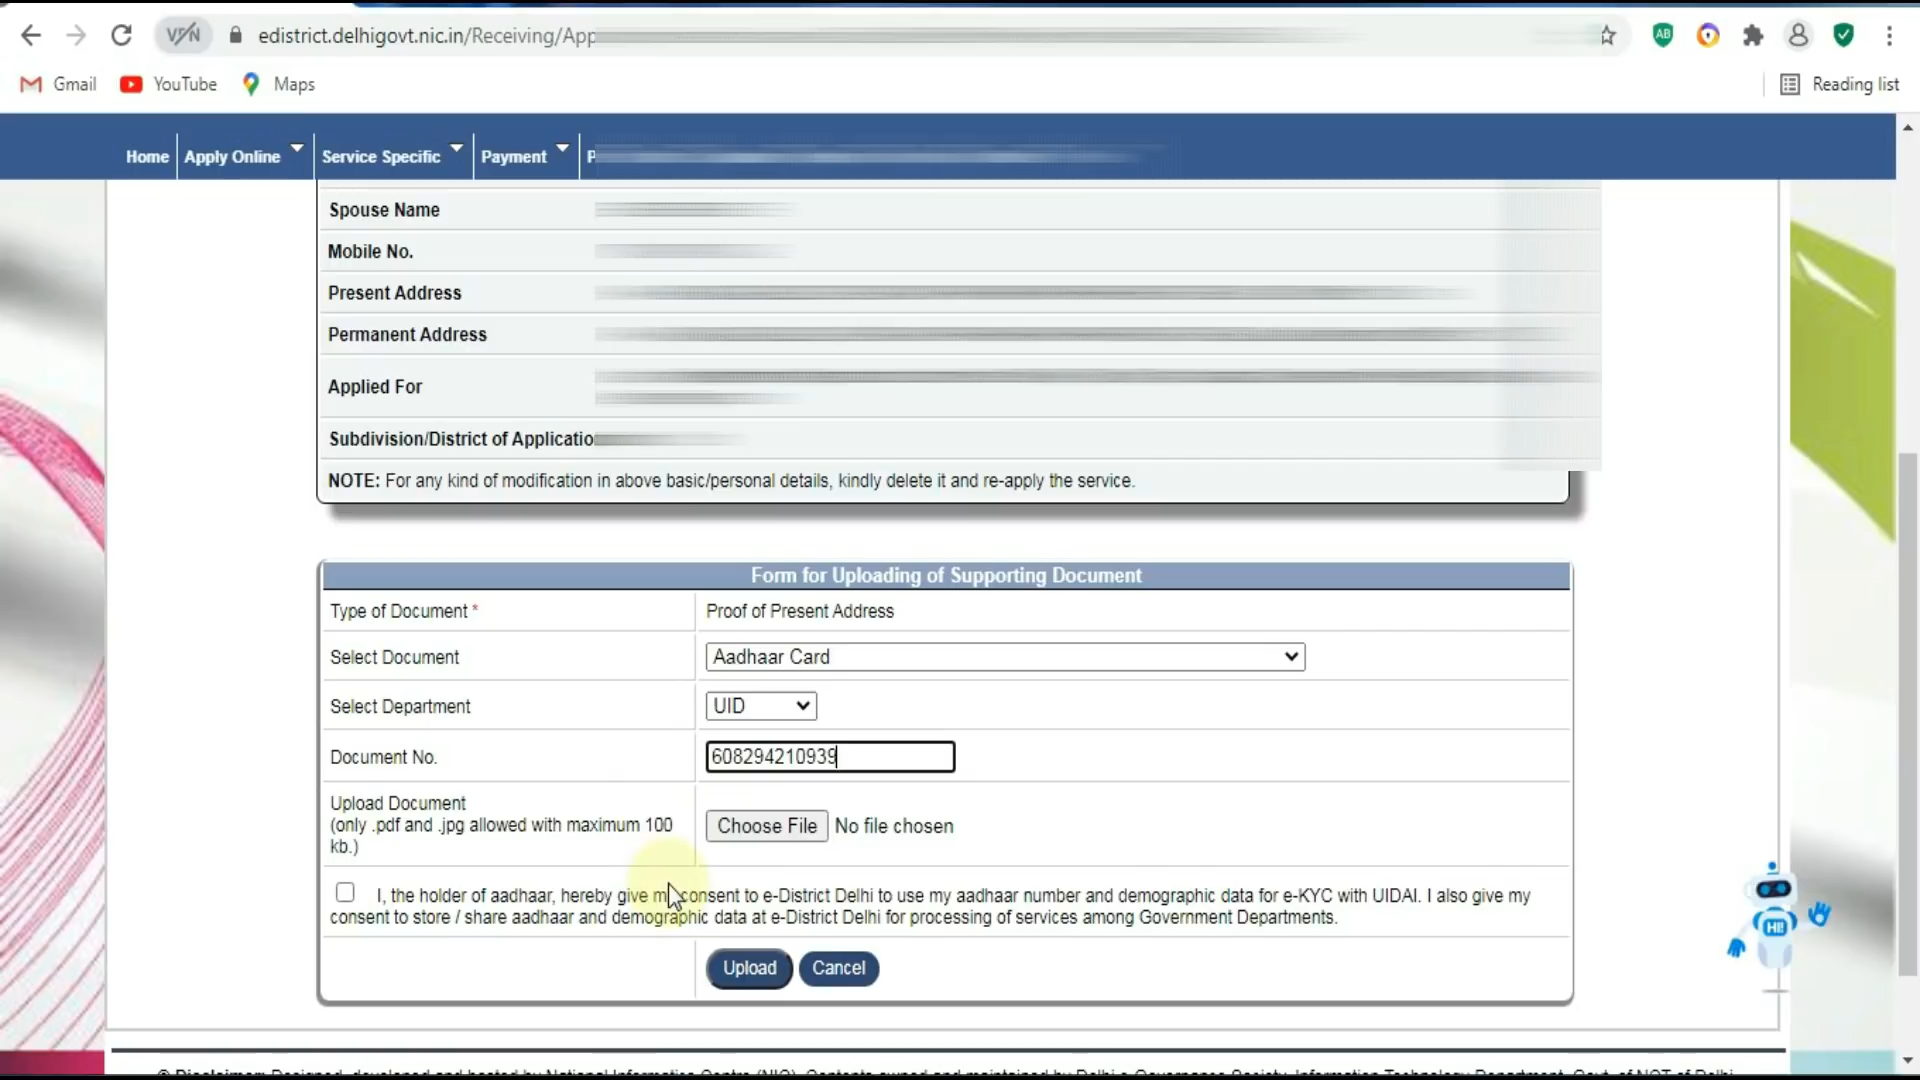 VPN edistrict.delhigovt.nic.in/Receiving/App AB
Gmail YouTube Maps Reading list
Home Apply Online Service Specific Payment P
Spouse Name
Mobile No.
Present Address
Permanent Address
Applied For
Subdivision/District of Applicatio
NOTE: For any kind of modification in above basic/personal details, kindly delete it and re-apply the service.
Form for Uploading of Supporting Document
Type of Document * Proof of Present Address
Select Document Aadhaar Card
Select Department UID
Document No. 608294210939
Upload Document
(only .pdf and .jpg allowed with maximum 100
kb.)
Choose File No file chosen
I, the holder of aadhaar, hereby give my consent to e-District Delhi to use my aadhaar number and demographic data for e-KYC with UIDAI. I also give my
consent to store / share aadhaar and demographic data at e-District Delhi for processing of services among Government Departments.
HI!
Upload Cancel